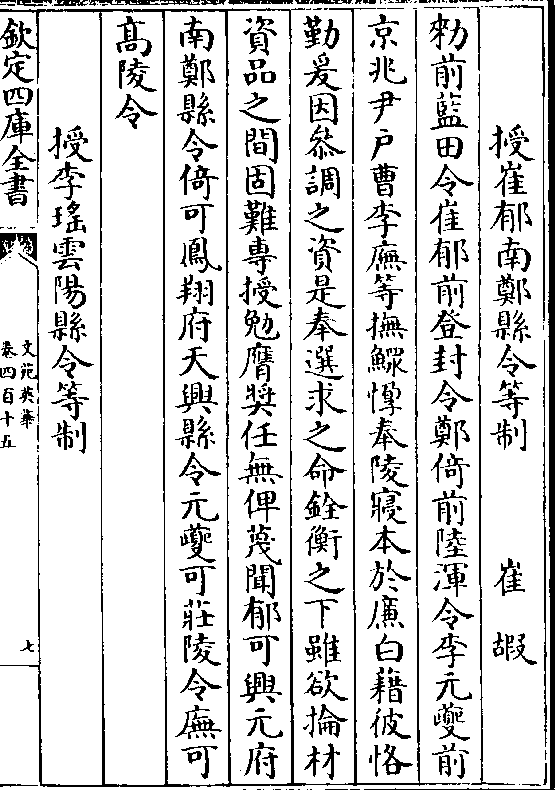 授崔郁南鄭縣令等制 崔嘏
勑前藍田令崔郁前登封令鄭倚前陸渾令李元夔前
京兆尹戸曹李廡等撫鰥惸奉陵寢本於㢘白藉彼恪
勤爰因叅調之資是奉選求之命銓衡之下雖欲掄材
資品之間固難專授勉膺奬任無俾蔑聞郁可興元府
南鄭縣令倚可鳳翔府天興縣令元夔可莊陵令廡可
髙陵令
授李瑤雲陽縣令等制
欽定四庫全書
文苑英華
卷四百十五
七